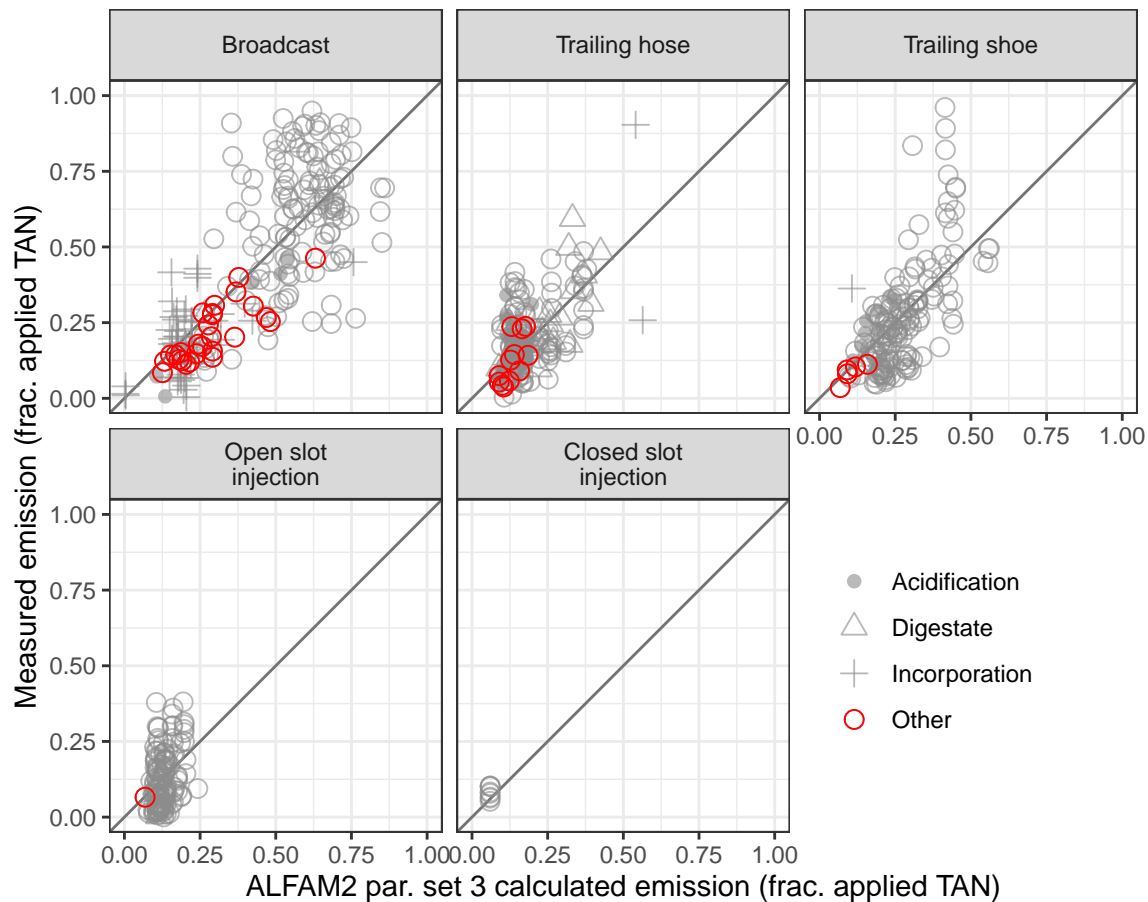 Broadcast
Trailing hose
Trailing shoe
1.00
0.75
0.50
0.25
0.00
0.00 0.25 0.50 0.75 1.00
Open slot
injection
Closed slot
injection
1.00
0.75
0.50
0.25
0.00
0.00 0.25 0.50 0.75 1.00
0.00 0.25 0.50 0.75 1.00
Measured emission (frac. applied TAN)
ALFAM2 par. set 3 calculated emission (frac. applied TAN)
Acidification
Digestate
Incorporation
Other